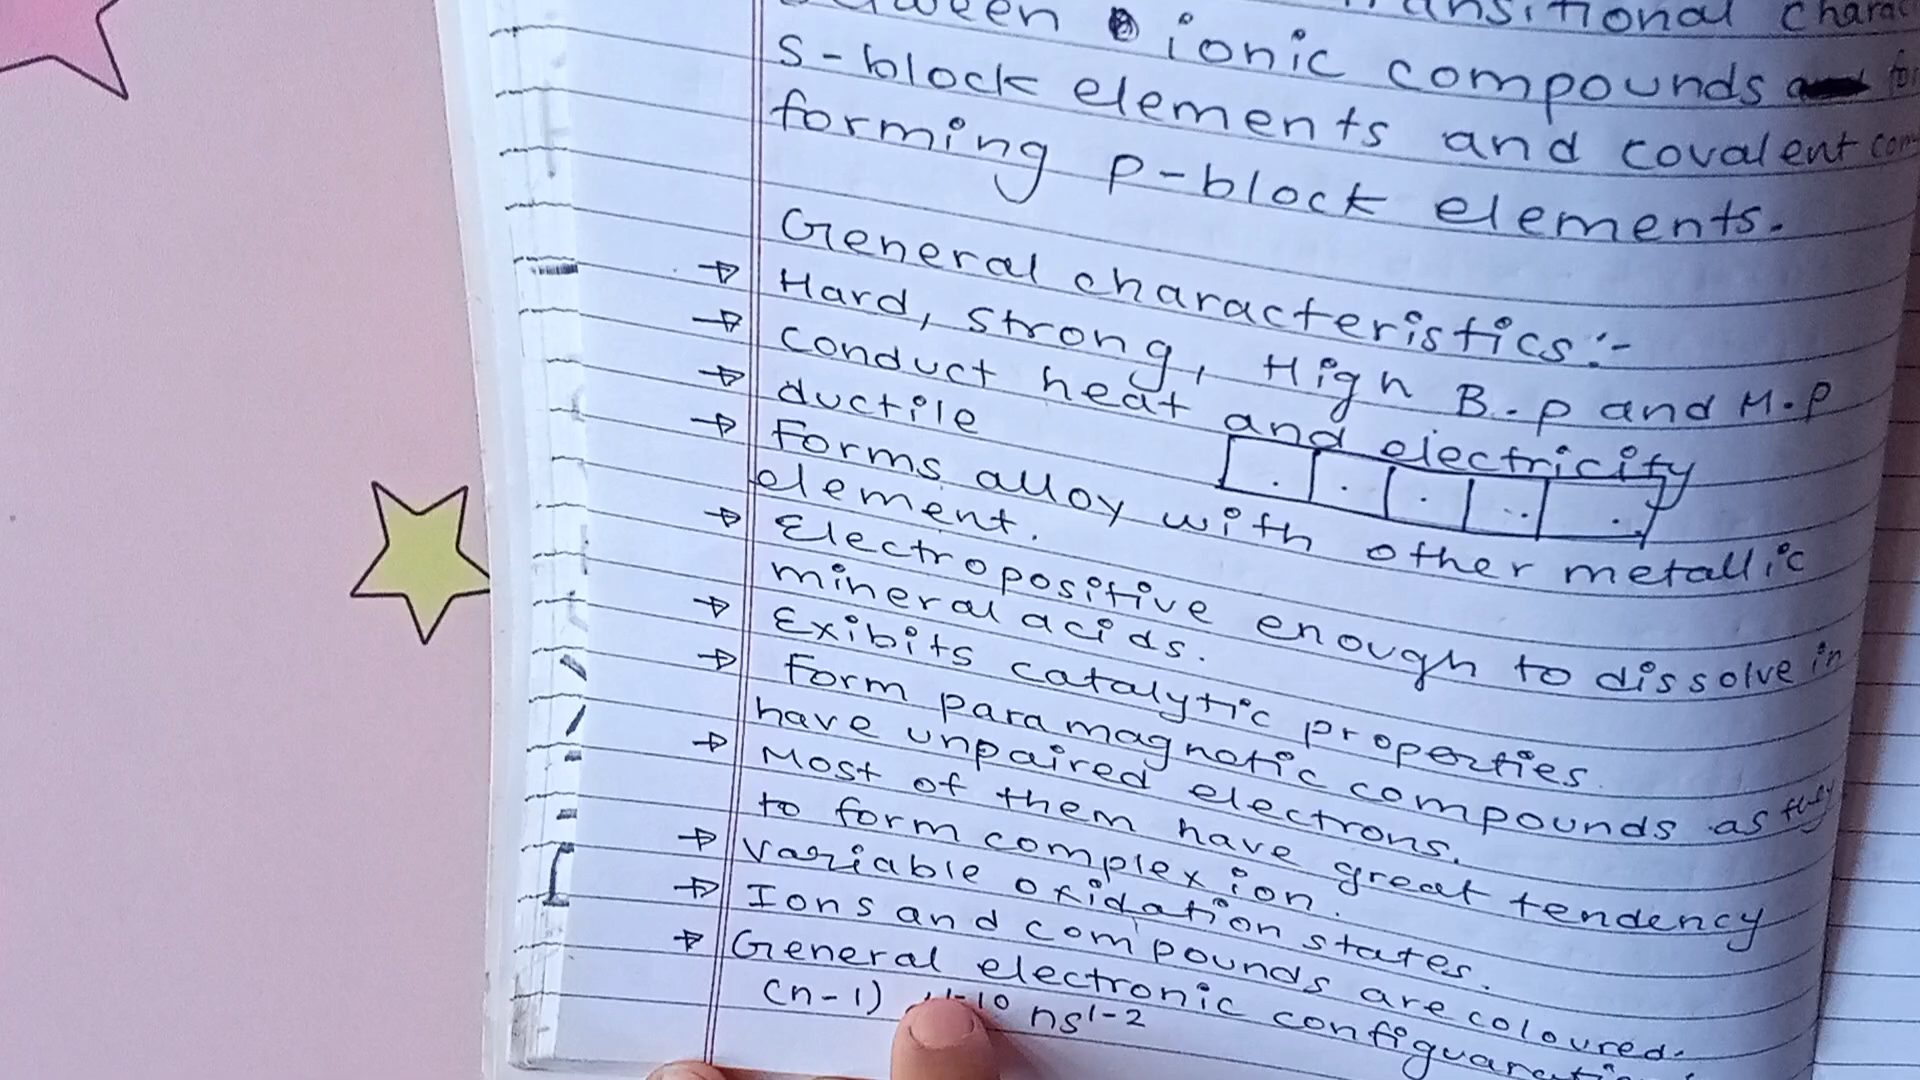 ionic compounds
s-block elements and covalent
forming p-block elements.
General characteristics:-
→ Hard, strong, High B.p and M.p
→ conduct heat and electricity
→ ductile
→ Forms alloy with other metallic
element.
→ Electropositive enough to dissolve in
mineral acids.
→ Exibits catalytic properties.
→ Form paramagnetic compounds as they
have unpaired electrons.
→ Most of them have great tendency
to form complex ion.
→ Variable oxidation states.
→ Ions and compounds are coloured.
→ General electronic
(n-1) ns1-2